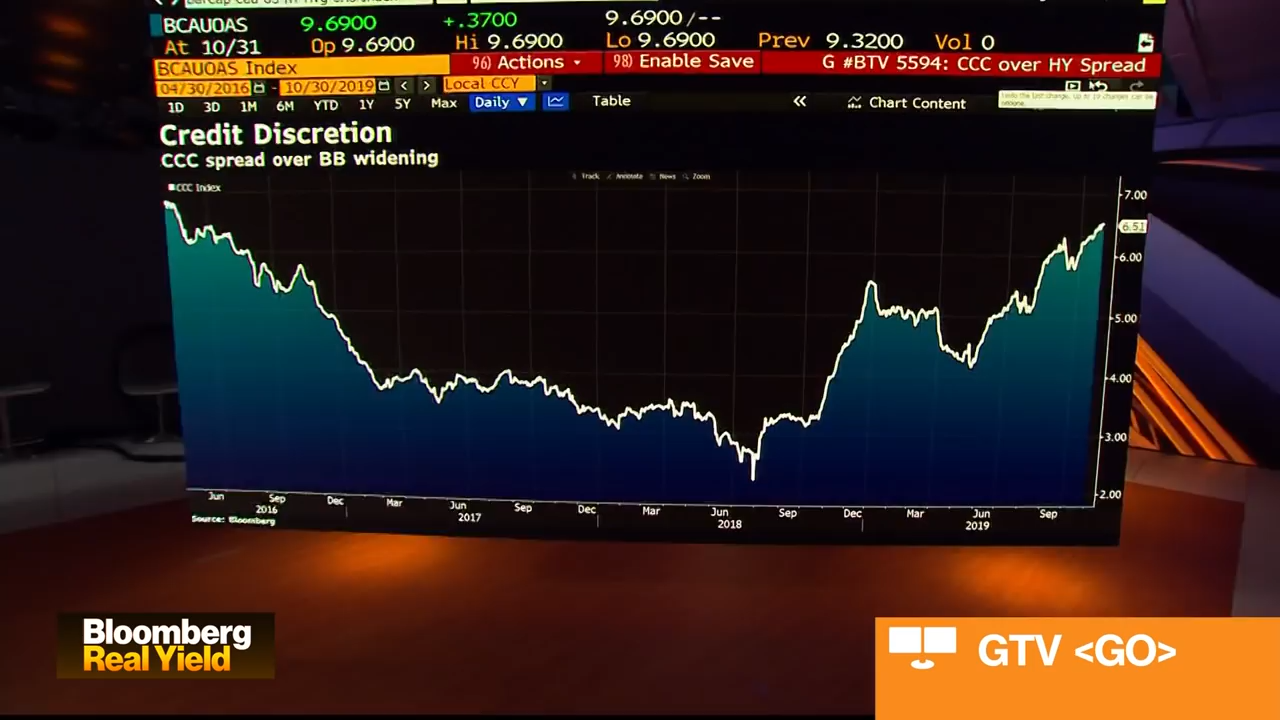 BCAUOAS 9.6900 +.3700 9.6900 /--
At 10/31 Op 9.6900 Hi 9.6900 Lo 9.6900 Prev 9.3200 Vol 0
BCAUOAS Index 96) Actions 98) Enable Save G #BTV 5594: CCC over HY Spread
04/30/2016 - 10/30/2019 Local CCY
1D 3D 1M 6M YTD 1Y 5Y Max Daily Table Chart Content
Credit Discretion
CCC spread over BB widening
Track Annotate News Zoom
CCC Index
7.00
6.51
6.00
5.00
4.00
3.00
2.00
Jun Sep Dec Mar Jun Sep Dec Mar Jun Sep Dec Mar Jun Sep
2016 2017 2018 2019
Source: Bloomberg
Bloomberg
Real Yield
GTV <GO>